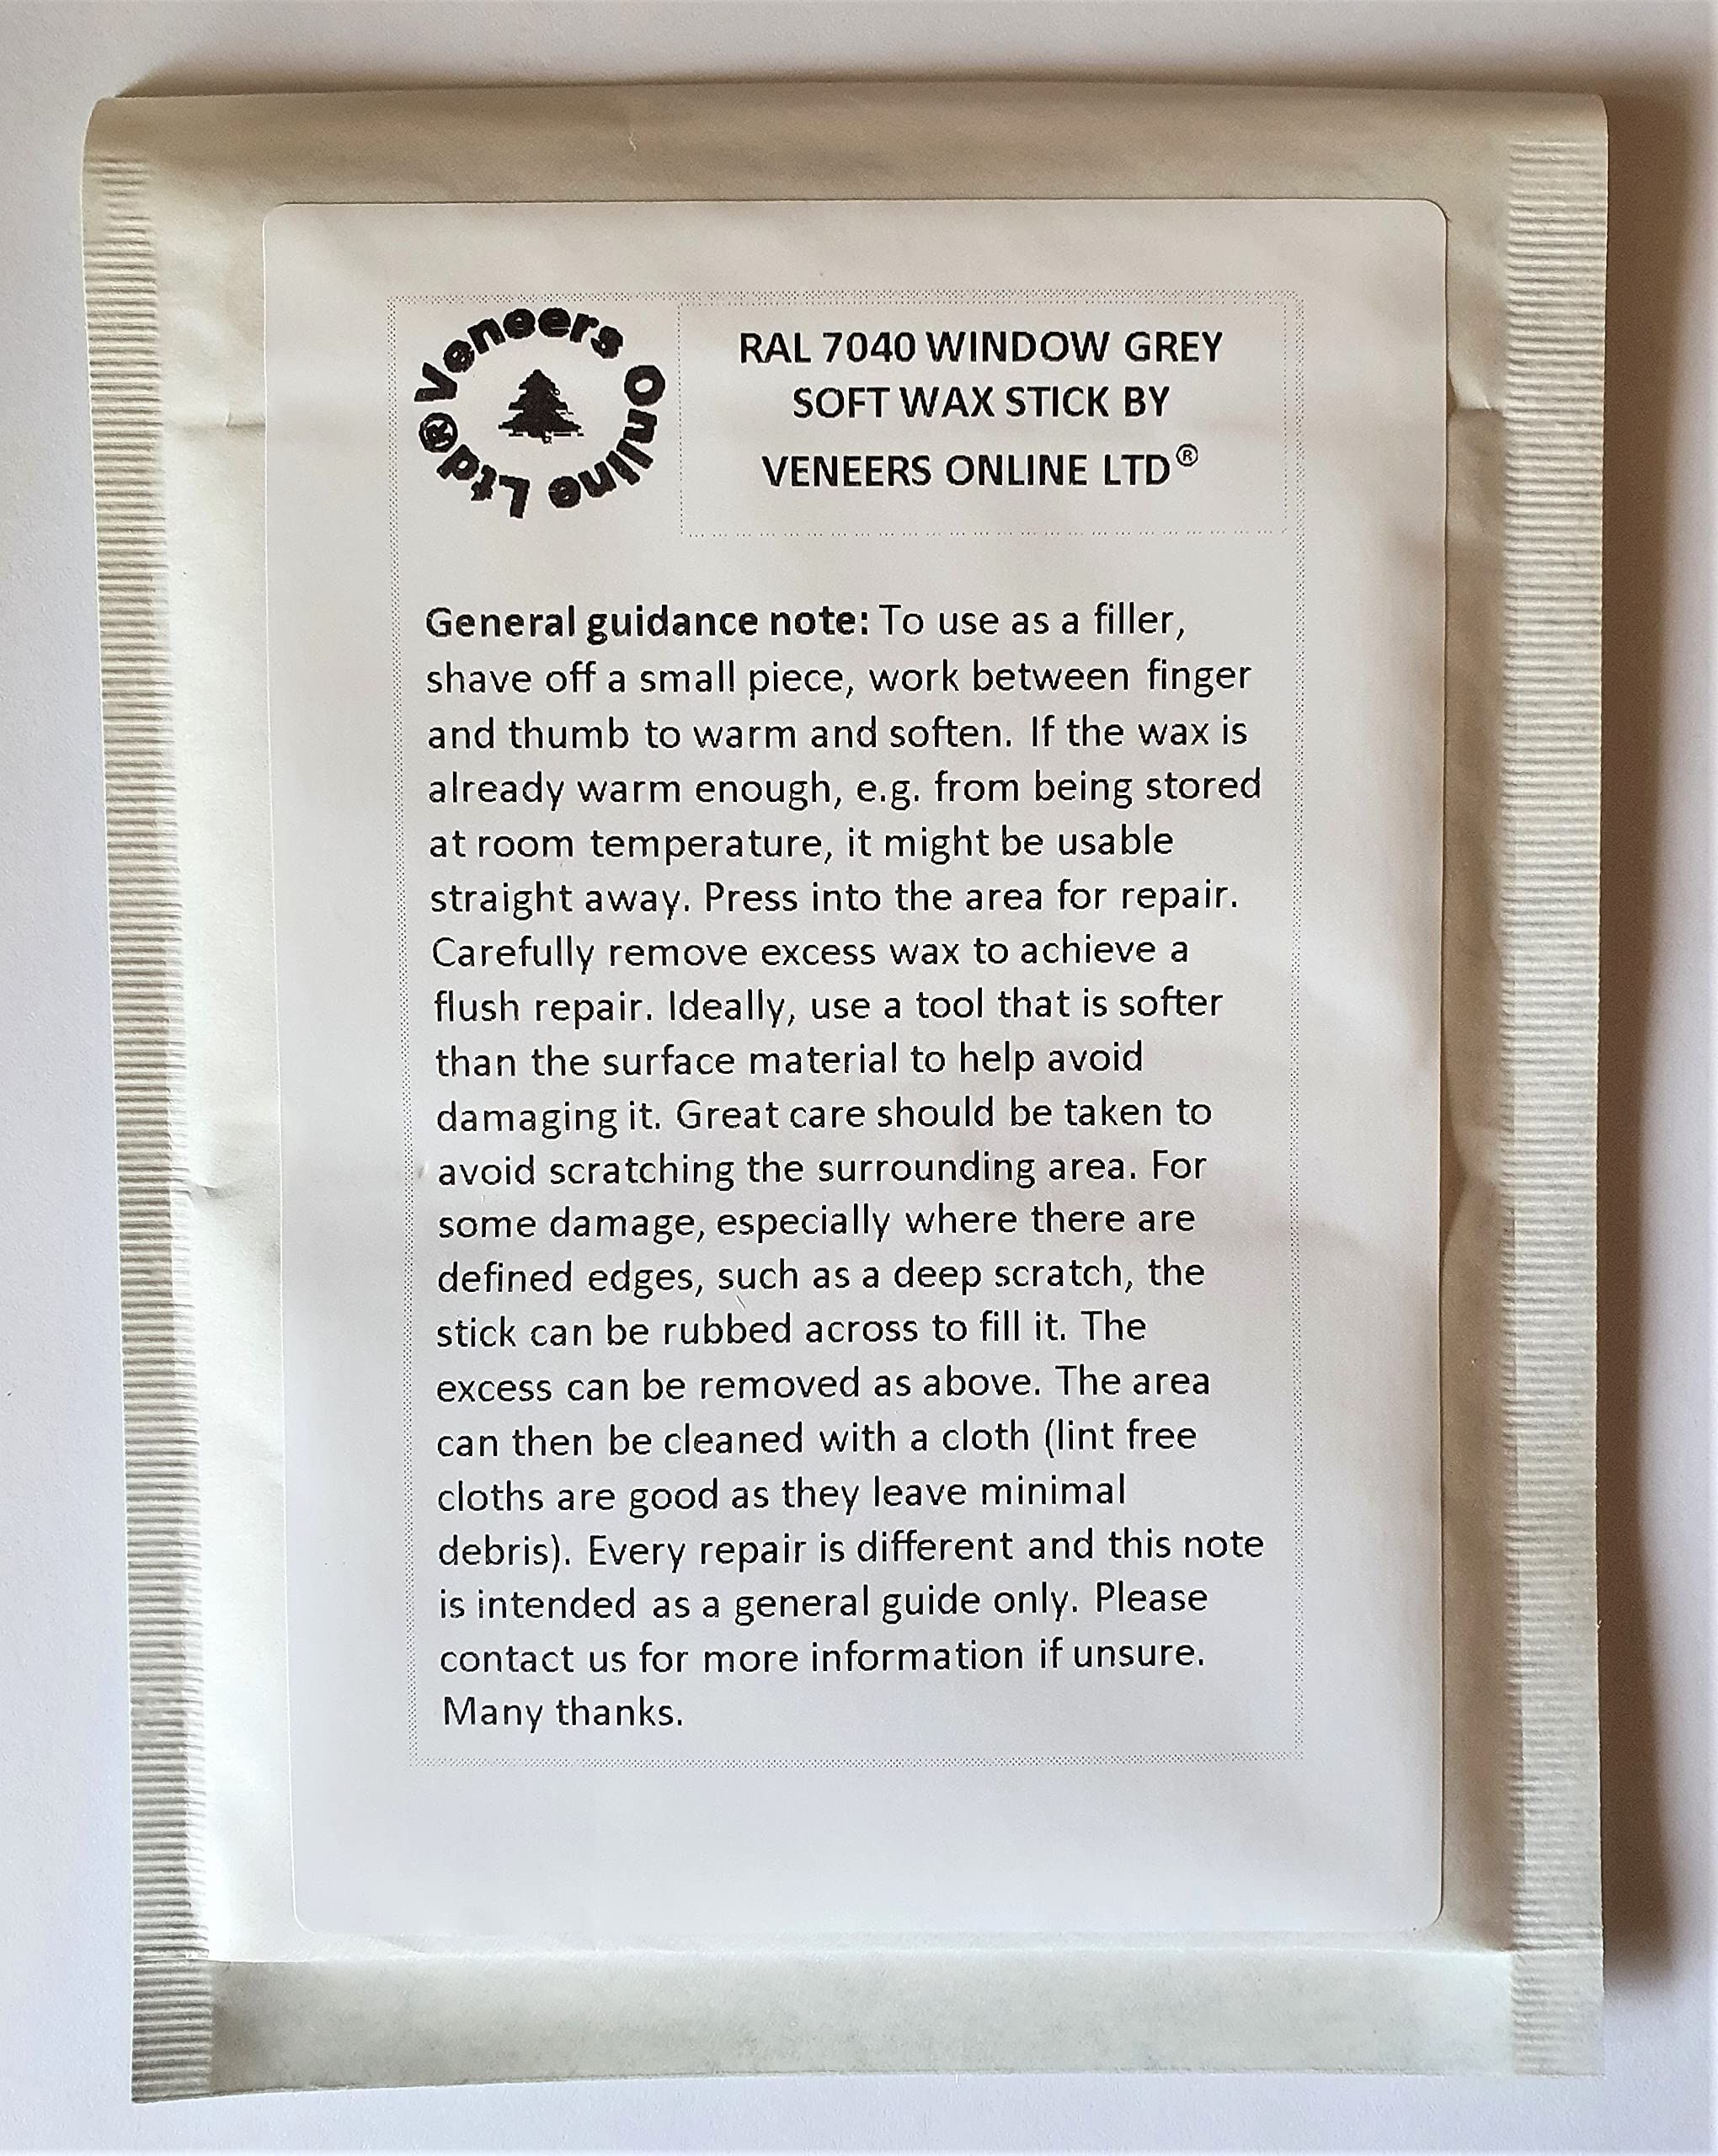 Veneers Online Ltd®
RAL 7040 WINDOW GREY
SOFT WAX STICK BY
VENEERS ONLINE LTD®
General guidance note: To use as a filler,
shave off a small piece, work between finger
and thumb to warm and soften. If the wax is
already warm enough, e.g. from being stored
at room temperature, it might be usable
straight away. Press into the area for repair.
Carefully remove excess wax to achieve a
flush repair. Ideally, use a tool that is softer
than the surface material to help avoid
damaging it. Great care should be taken to
avoid scratching the surrounding area. For
some damage, especially where there are
defined edges, such as a deep scratch, the
stick can be rubbed across to fill it. The
excess can be removed as above. The area
can then be cleaned with a cloth (lint free
cloths are good as they leave minimal
debris). Every repair is different and this note
is intended as a general guide only. Please
contact us for more information if unsure.
Many thanks.